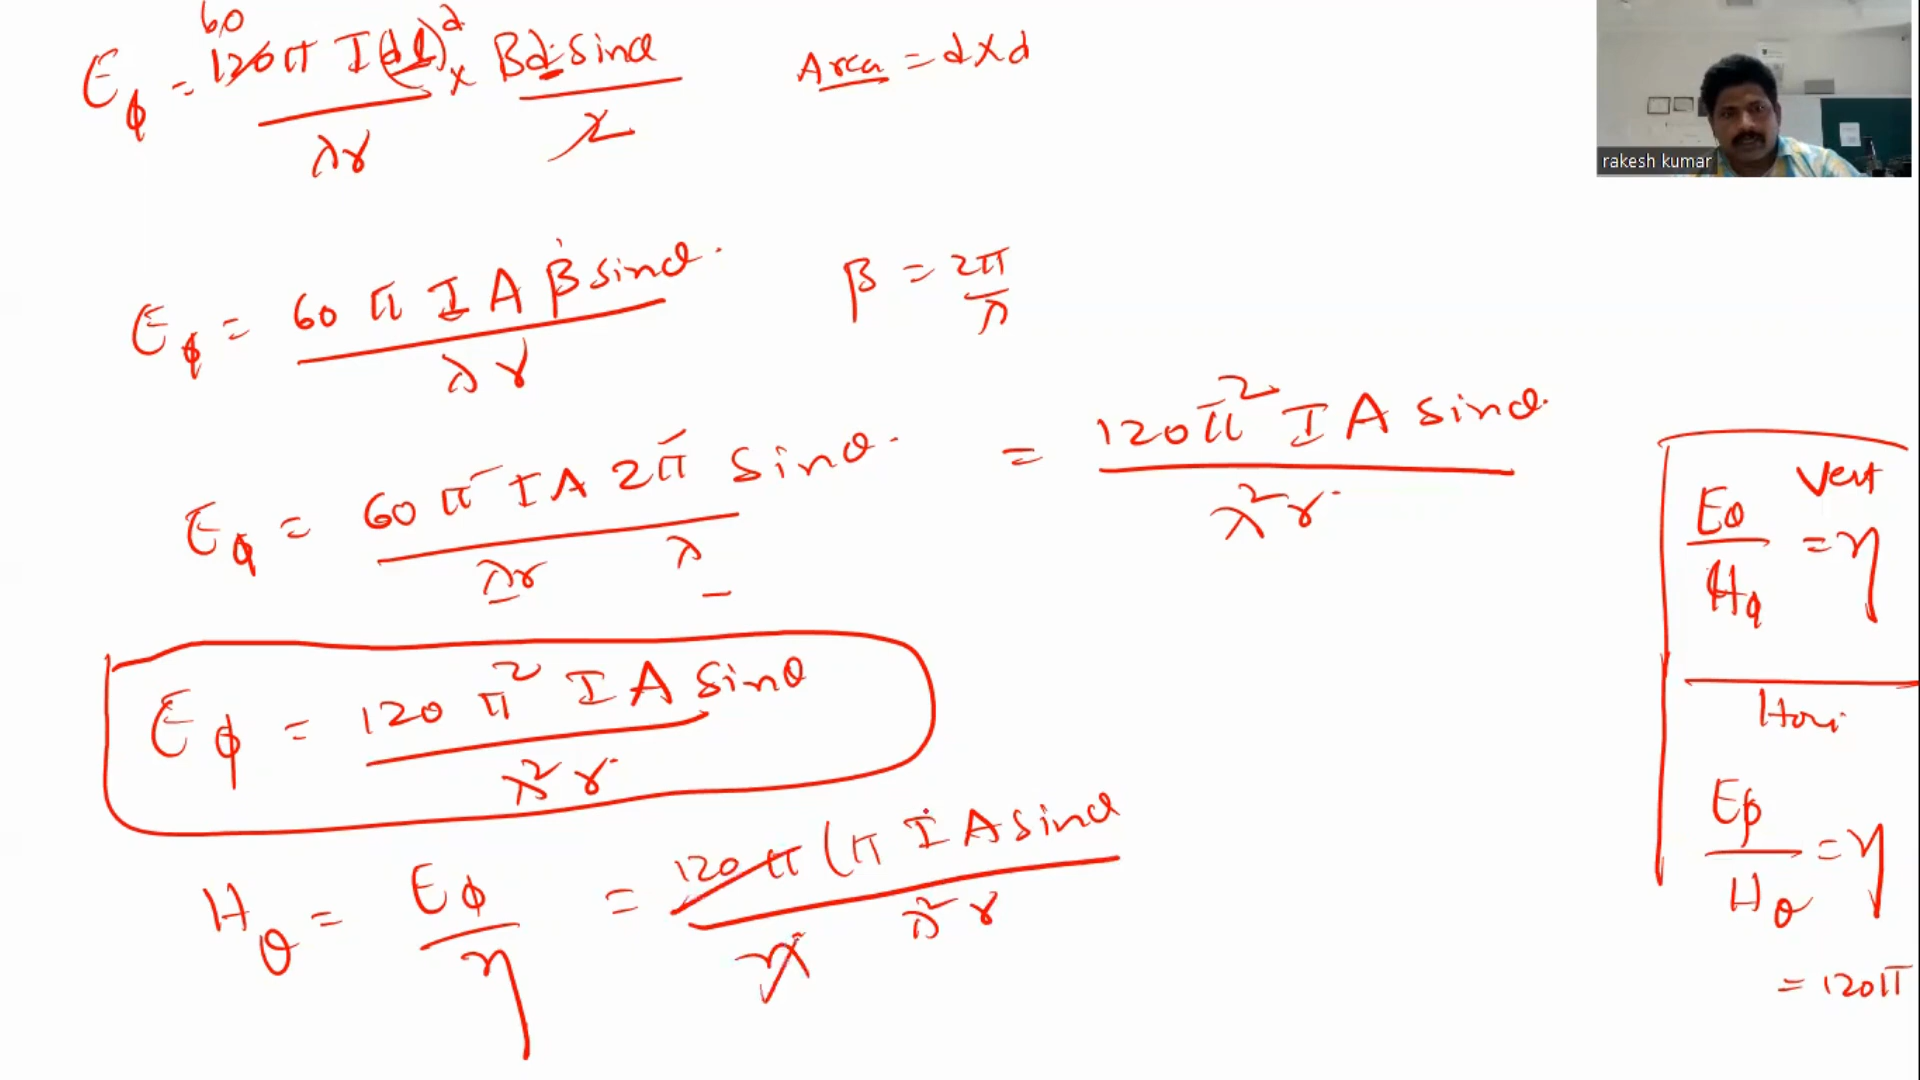 60
Eφ = 120π I(dl)^d / λr × Bd sinθ / 2
Area = d×d
rakesh kumar
Eφ = 60 π I A β sinθ / λ r
β = 2π / λ
Eφ = 60 π I A 2π sinθ / λr λ = 120π² I A sinθ / λ² r
Eφ = 120 π² I A sinθ / λ² r
Hθ = Eφ / η = 120 π (π I A sinθ / η λ² r
Vert
Eθ / Hφ = η
Hori
Eφ / Hθ = η
= 120π